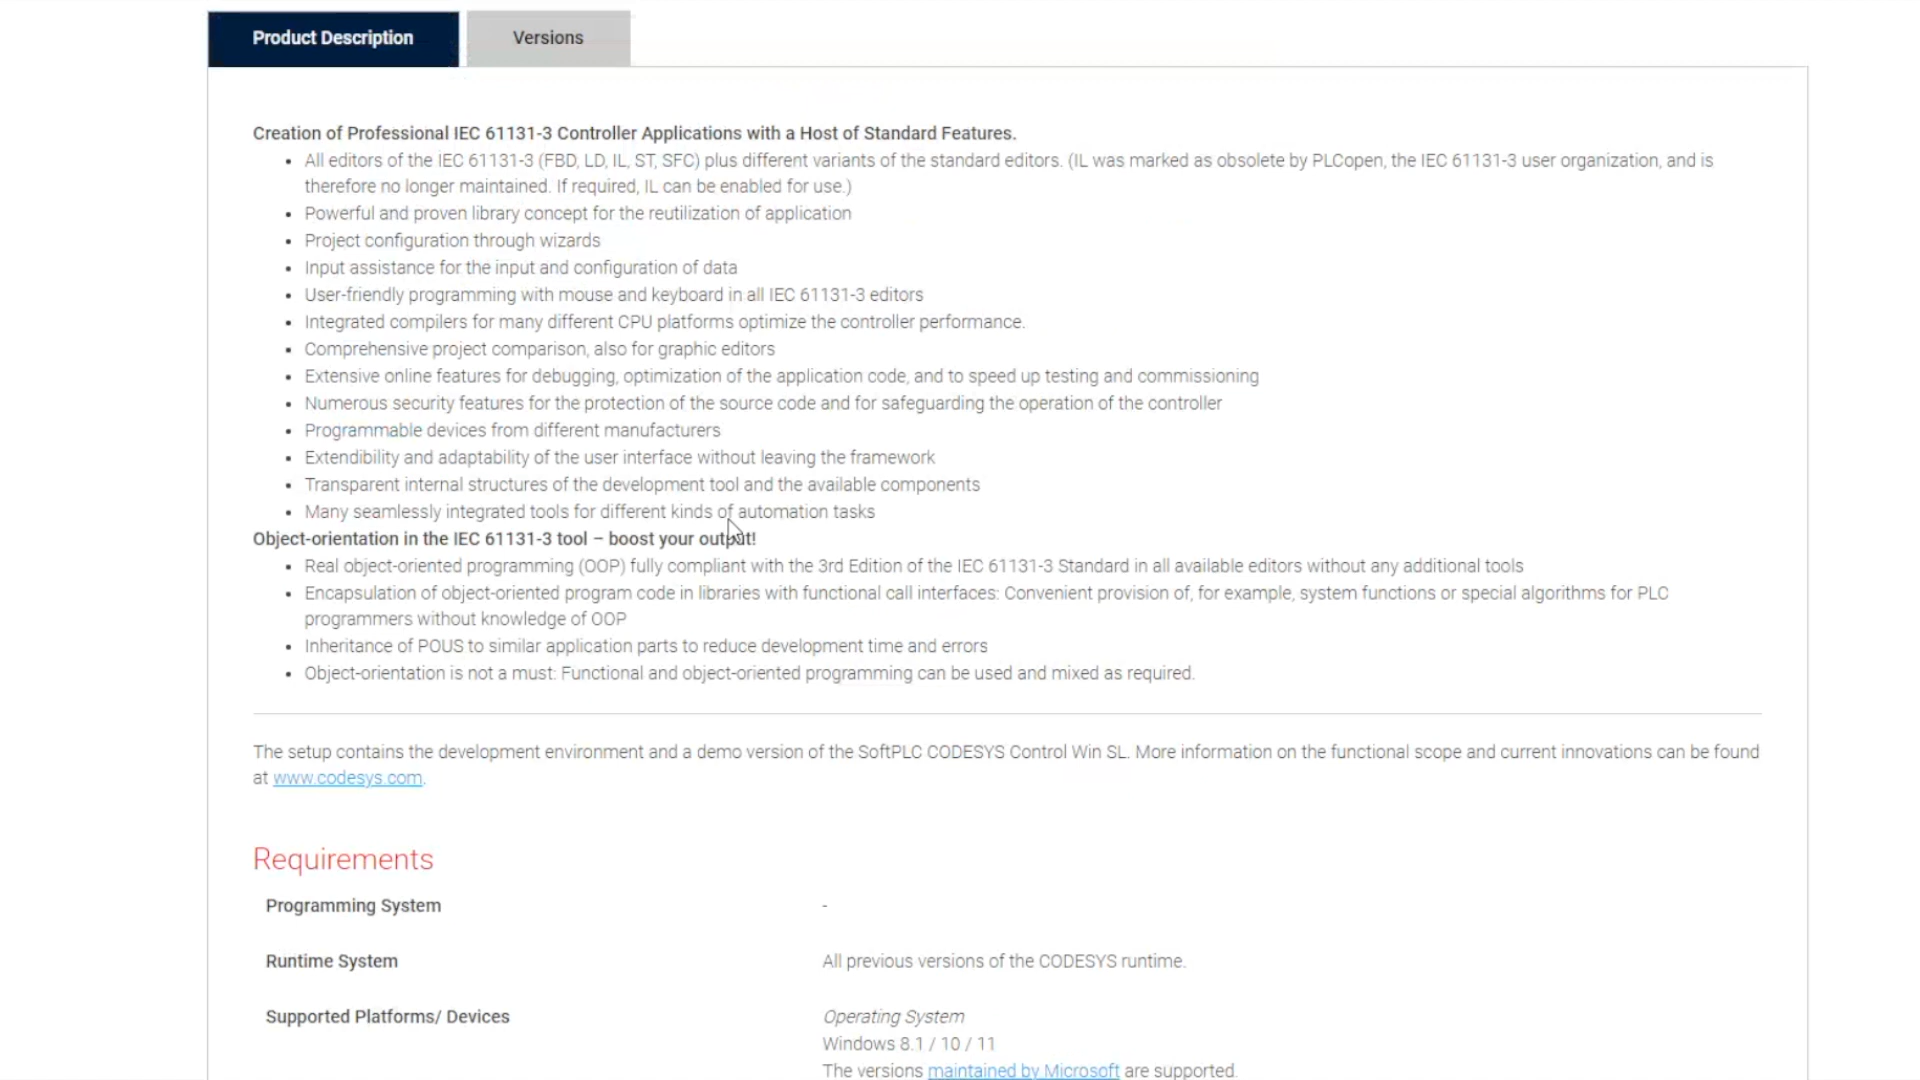 Product Description
Versions
Creation of Professional IEC 61131-3 Controller Applications with a Host of Standard Features.
All editors of the IEC 61131-3 (FBD, LD, IL, ST, SFC) plus different variants of the standard editors. (IL was marked as obsolete by PLCopen, the IEC 61131-3 user organization, and is
therefore no longer maintained. If required, IL can be enabled for use.)
Powerful and proven library concept for the reutilization of application
Project configuration through wizards
Input assistance for the input and configuration of data
User-friendly programming with mouse and keyboard in all IEC 61131-3 editors
Integrated compilers for many different CPU platforms optimize the controller performance.
Comprehensive project comparison, also for graphic editors
Extensive online features for debugging, optimization of the application code, and to speed up testing and commissioning
Numerous security features for the protection of the source code and for safeguarding the operation of the controller
Programmable devices from different manufacturers
Extendibility and adaptability of the user interface without leaving the framework
Transparent internal structures of the development tool and the available components
Many seamlessly integrated tools for different kinds of automation tasks
Object-orientation in the IEC 61131-3 tool – boost your output!
Real object-oriented programming (OOP) fully compliant with the 3rd Edition of the IEC 61131-3 Standard in all available editors without any additional tools
Encapsulation of object-oriented program code in libraries with functional call interfaces: Convenient provision of, for example, system functions or special algorithms for PLC
programmers without knowledge of OOP
Inheritance of POUS to similar application parts to reduce development time and errors
Object-orientation is not a must: Functional and object-oriented programming can be used and mixed as required.
The setup contains the development environment and a demo version of the SoftPLC CODESYS Control Win SL. More information on the functional scope and current innovations can be found
at www.codesys.com.
Requirements
Programming System -
Runtime System All previous versions of the CODESYS runtime.
Supported Platforms/ Devices Operating System
Windows 8.1 / 10 / 11
The versions maintained by Microsoft are supported.